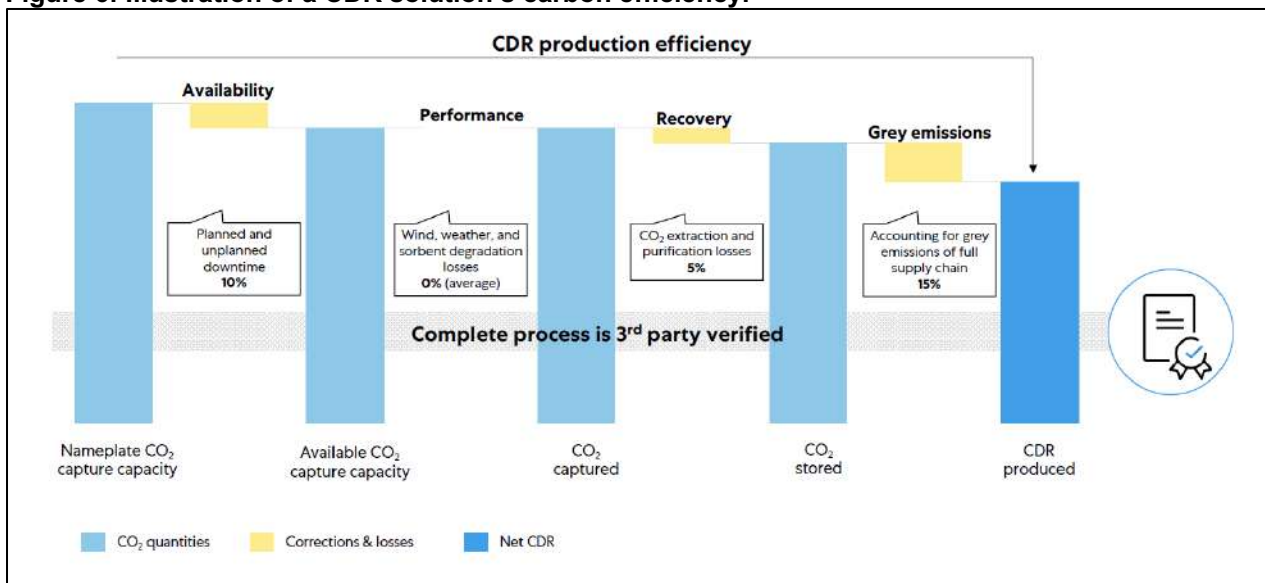 Figure 6: Illustration of a CDR solution's carbon efficiency.
CDR production efficiency
Availability
Performance
Recovery
Grey emissions
Planned and
unplanned
downtime
10%
Wind, weather, and
sorbent degradation
losses
0% (average)
CO₂ extraction and
purification losses
5%
Accounting for grey
emissions of full
supply chain
15%
Complete process is 3rd party verified
Nameplate CO₂
capture capacity
Available CO₂
capture capacity
CO₂
captured
CO₂
stored
CDR
produced
CO₂ quantities
Corrections & losses
Net CDR